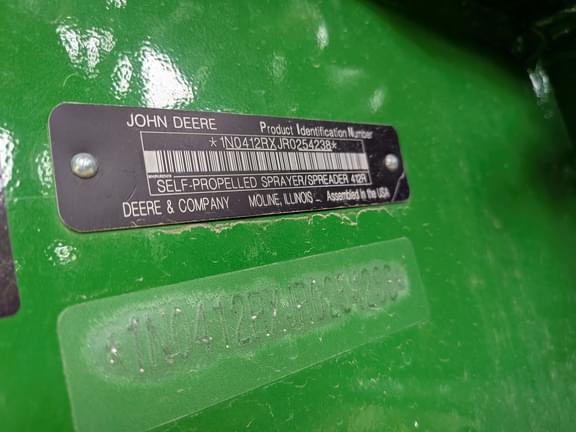 JOHN DEERE Product Identification Number
*1N0412RXJR0254238*
SELF-PROPELLED SPRAYER/SPREADER 412R
DEERE & COMPANY MOLINE, ILLINOIS Assembled in the USA
*1N0412RXJR0254238*